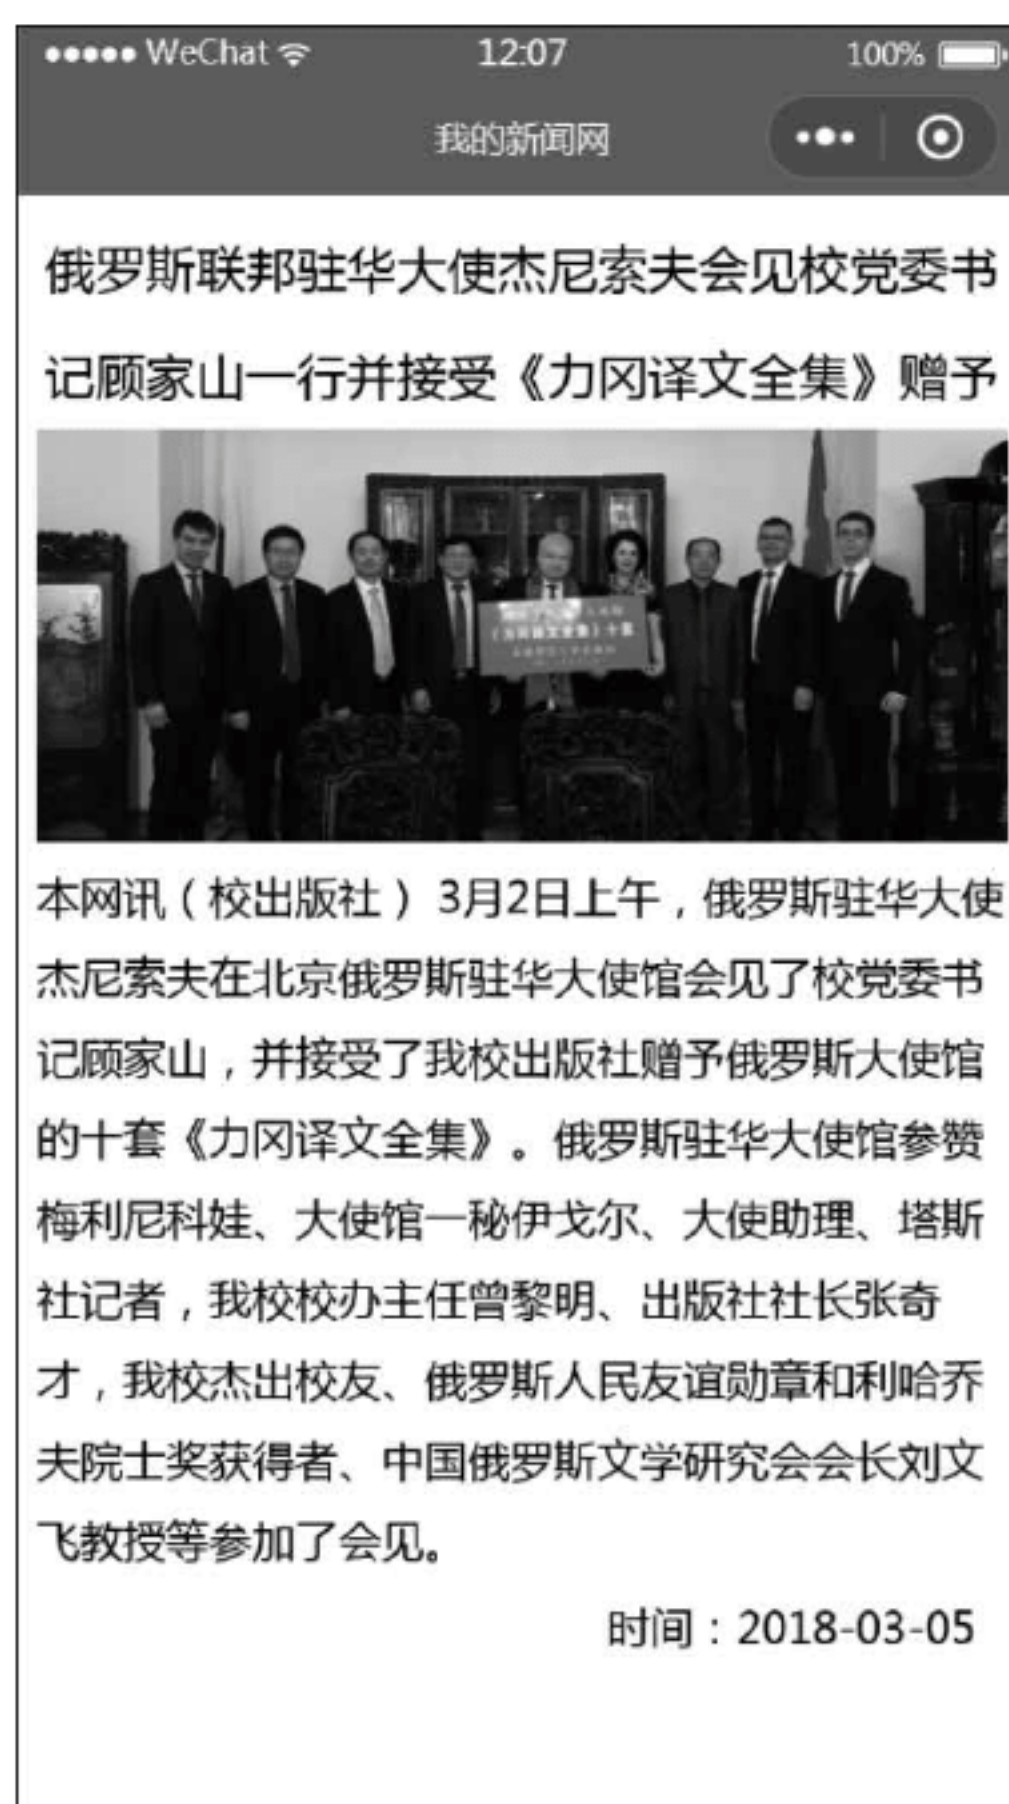 WeChat 12:07 100%
我的新闻网
俄罗斯联邦驻华大使杰尼索夫会见校党委书
记顾家山一行并接受《力冈译文全集》赠予
《力冈译文全集》十套
本网讯（校出版社） 3月2日上午，俄罗斯驻华大使
杰尼索夫在北京俄罗斯驻华大使馆会见了校党委书
记顾家山，并接受了我校出版社赠予俄罗斯大使馆
的十套《力冈译文全集》。俄罗斯驻华大使馆参赞
梅利尼科娃、大使馆一秘伊戈尔、大使助理、塔斯
社记者，我校校办主任曾黎明、出版社社长张奇
才，我校杰出校友、俄罗斯人民友谊勋章和利哈乔
夫院士奖获得者、中国俄罗斯文学研究会会长刘文
飞教授等参加了会见。
时间：2018-03-05